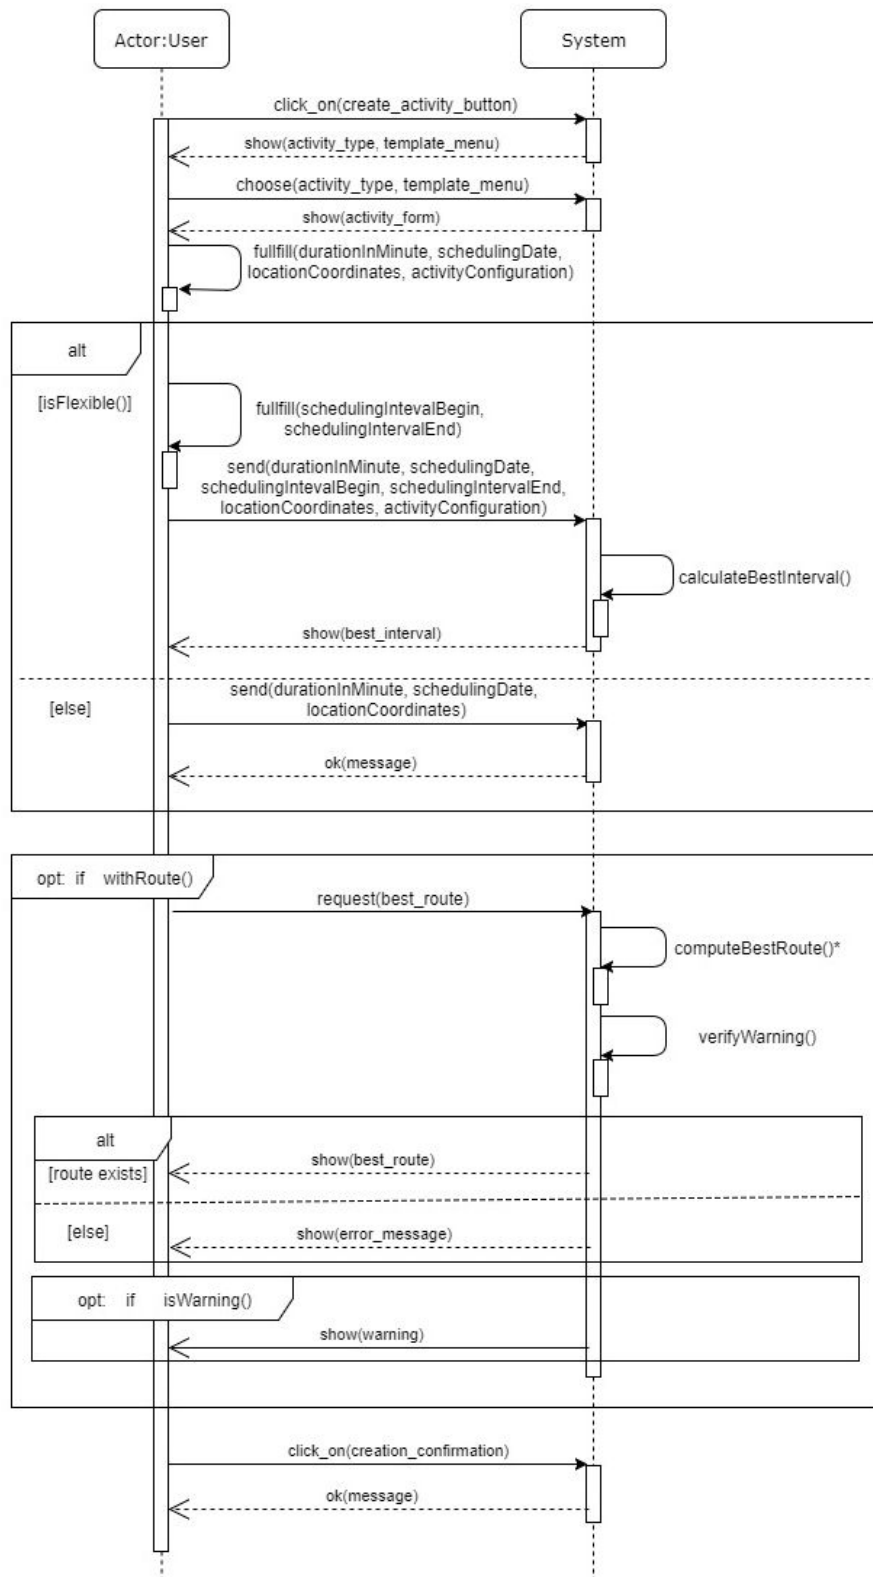 Actor:User
System
click_on(create_activity_button)
show(activity_type, template_menu)
choose(activity_type, template_menu)
show(activity_form)
fullfill(durationInMinute, schedulingDate,
locationCoordinates, activityConfiguration)
alt
[isFlexible()]
fullfill(schedulingIntevalBegin,
schedulingIntervalEnd)
send(durationInMinute, schedulingDate,
schedulingIntevalBegin, schedulingIntervalEnd,
locationCoordinates, activityConfiguration)
calculateBestInterval()
show(best_interval)
[else]
send(durationInMinute, schedulingDate,
locationCoordinates)
ok(message)
opt: if withRoute()
request(best_route)
computeBestRoute()*
verifyWarning()
alt
[route exists]
show(best_route)
[else]
show(error_message)
opt: if isWarning()
show(warning)
click_on(creation_confirmation)
ok(message)